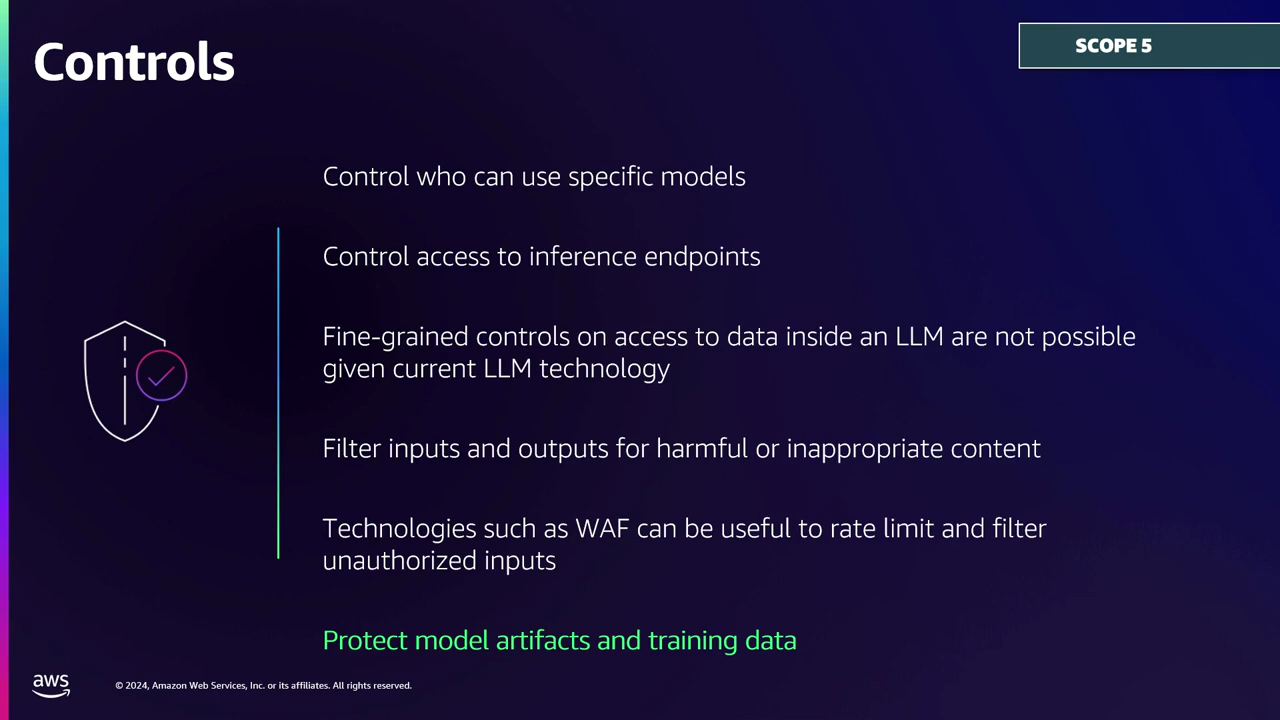 Controls
SCOPE 5
Control who can use specific models
Control access to inference endpoints
Fine-grained controls on access to data inside an LLM are not possible
given current LLM technology
Filter inputs and outputs for harmful or inappropriate content
Technologies such as WAF can be useful to rate limit and filter
unauthorized inputs
Protect model artifacts and training data
aws
© 2024, Amazon Web Services, Inc. or its affiliates. All rights reserved.